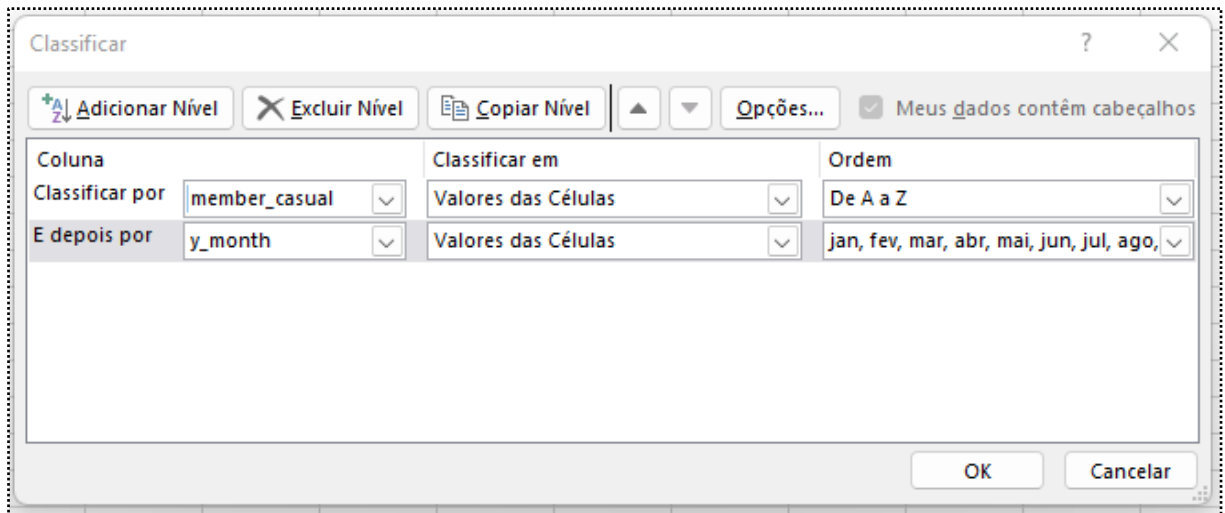 Classificar ?
Adicionar Nível Excluir Nível Copiar Nível Opções... Meus dados contêm cabeçalhos
Coluna Classificar em Ordem
Classificar por member_casual Valores das Células De A a Z
E depois por y_month Valores das Células jan, fev, mar, abr, mai, jun, jul, ago,
OK Cancelar